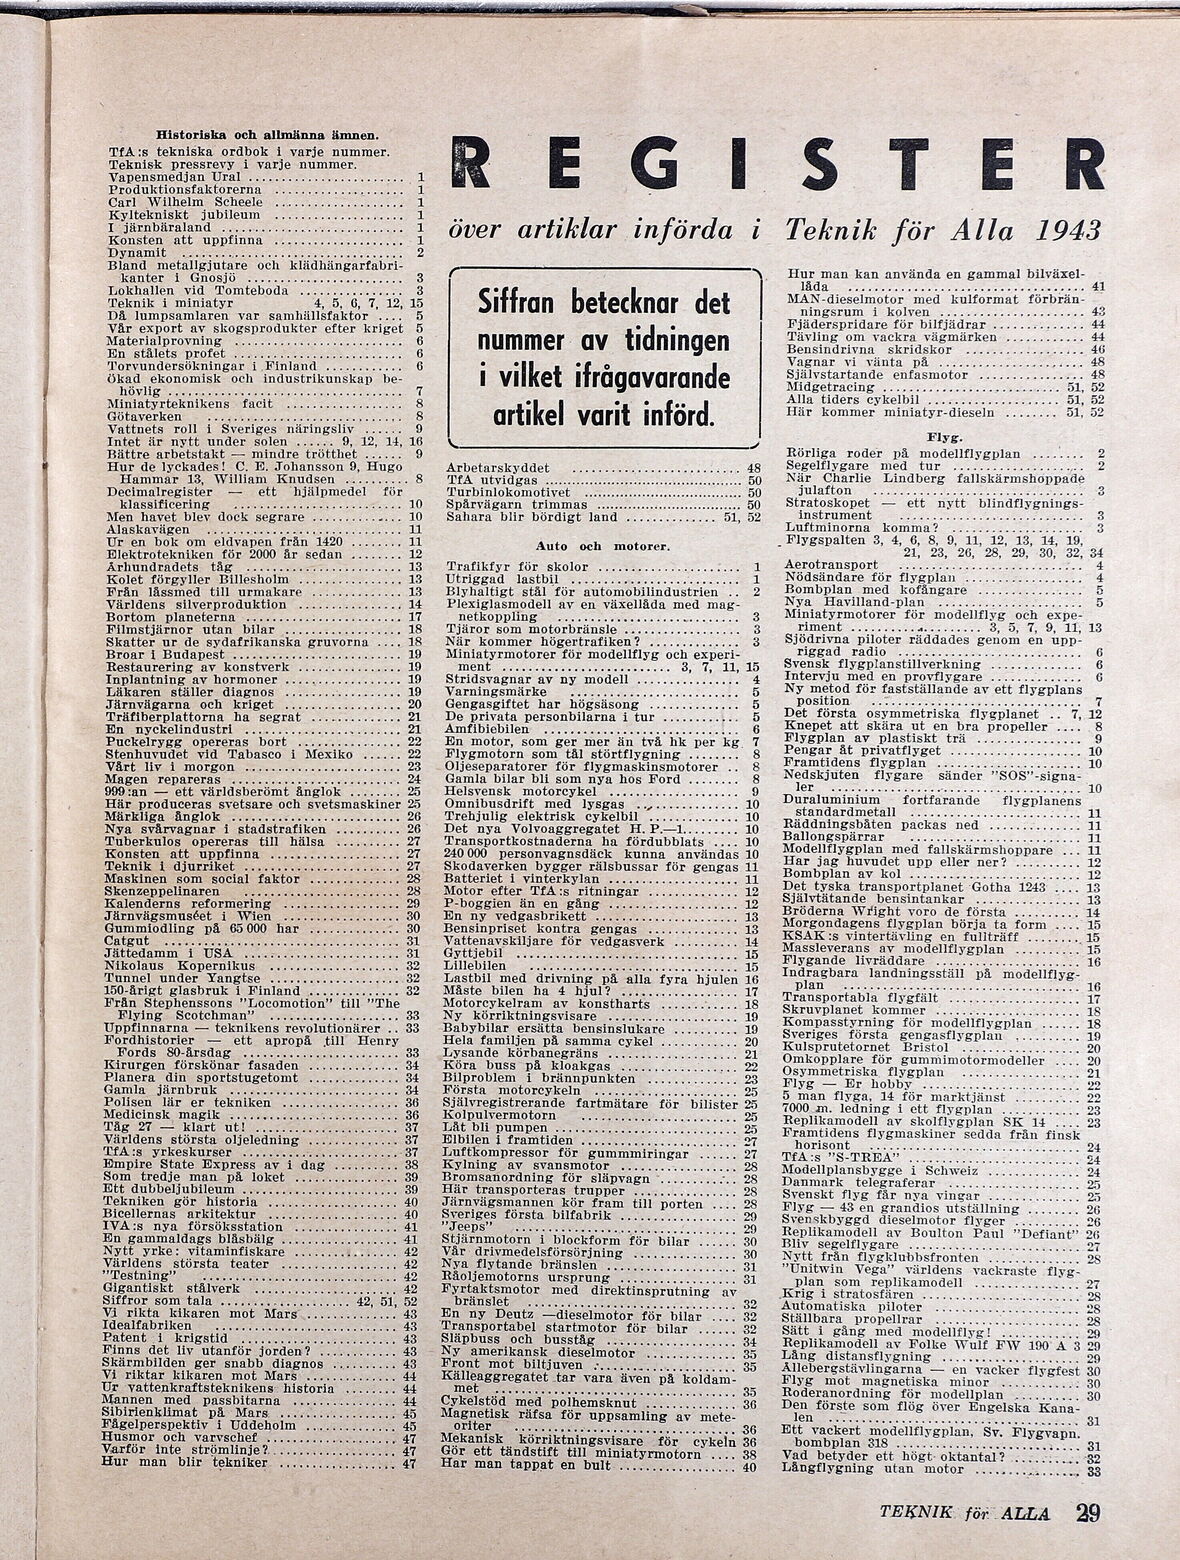 REGISTER
över artiklar införda i Teknik för Alla 1943
Historiska och allmänna ämnen.
TfA:s tekniska ordbok i varje nummer.
Teknisk pressrevy i varje nummer.
Vapensmedjan Ural ........ 1
Produktionsfaktorerna ........ 1
Carl Wilhelm Scheele ........ 1
Kyltekniskt jubileum ........ 1
I järnbäraland ........ 1
Konsten att uppfinna ........ 1
Dynamit ........ 2
Bland metallgjutare och klädhängarfabri-
kanter i Gnosjö ........ 3
Lokhallen vid Tomteboda ........ 3
Teknik i miniatyr 4, 5, 6, 7, 12, 15
Då lumpsamlaren var samhällsfaktor .... 5
Vår export av skogsprodukter efter kriget 5
Materialprovning ........ 6
En stålets profet ........ 6
Torvundersökningar i Finland ........ 6
Ökad ekonomisk och industrikunskap be-
hövlig ........ 7
Miniatyrteknikens facit ........ 8
Götaverken ........ 8
Vattnets roll i Sveriges näringsliv ...... 9
Intet är nytt under solen ...... 9, 12, 14, 16
Bättre arbetstakt — mindre trötthet ...... 9
Hur de lyckades! C. E. Johansson 9, Hugo
Hammar 13, William Knudsen ........ 8
Decimalregister — ett hjälpmedel för
klassificering ........ 10
Men havet blev dock segrare ........ 10
Alaskavägen ........ 11
Ur en bok om eldvapen från 1420 ........ 11
Elektrotekniken för 2000 år sedan ........ 12
Århundradets tåg ........ 13
Kolet förgyller Billesholm ........ 13
Från låssmed till urmakare ........ 13
Världens silverproduktion ........ 14
Bortom planeterna ........ 17
Filmstjärnor utan bilar ........ 18
Skatter ur de sydafrikanska gruvorna .... 18
Broar i Budapest ........ 19
Restaurering av konstverk ........ 19
Inplantning av hormoner ........ 19
Läkaren ställer diagnos ........ 19
Järnvägarna och kriget ........ 20
Träfiberplattorna ha segrat ........ 21
En nyckelindustri ........ 21
Puckelrygg opereras bort ........ 22
Stenhuvudet vid Tabasco i Mexiko ...... 22
Vårt liv i morgon ........ 23
Magen repareras ........ 24
999:an — ett världsberömt ånglok ........ 25
Här produceras svetsare och svetsmaskiner 25
Märkliga ånglok ........ 26
Nya svårvagnar i stadstrafiken ........ 26
Tuberkulos opereras till hälsa ........ 27
Konsten att uppfinna ........ 27
Teknik i djurriket ........ 27
Maskinen som social faktor ........ 28
Skenzeppelinaren ........ 28
Kalenderns reformering ........ 29
Järnvägsmuséet i Wien ........ 30
Gummiodling på 65 000 har ........ 30
Catgut ........ 31
Jättedamm i USA ........ 31
Nikolaus Kopernikus ........ 32
Tunnel under Yangtse ........ 32
150-årigt glasbruk i Finland ........ 32
Från Stephenssons "Locomotion" till "The
Flying Scotchman" ........ 33
Uppfinnarna — teknikens revolutionärer .. 33
Fordhistorier — ett apropå till Henry
Fords 80-årsdag ........ 33
Kirurgen förskönar fasaden ........ 34
Planera din sportstugetomt ........ 34
Gamla järnbruk ........ 34
Polisen lär er tekniken ........ 36
Medicinsk magik ........ 36
Tåg 27 — klart ut! ........ 37
Världens största oljeledning ........ 37
TfA:s yrkeskurser ........ 37
Empire State Express av i dag ........ 38
Som tredje man på loket ........ 39
Ett dubbeljubileum ........ 39
Tekniken gör historia ........ 40
Bicellernas arkitektur ........ 40
IVA:s nya försöksstation ........ 41
En gammaldags blåsbälg ........ 41
Nytt yrke: vitaminfiskare ........ 42
Världens största teater ........ 42
"Testning" ........ 42
Gigantiskt stålverk ........ 42
Siffror som tala ........ 42, 51, 52
Vi rikta kikaren mot Mars ........ 43
Idealfabriken ........ 43
Patent i krigstid ........ 43
Finns det liv utanför jorden? ........ 43
Skärmbilden ger snabb diagnos ........ 43
Vi riktar kikaren mot Mars ........ 44
Ur vattenkraftsteknikens historia ...... 44
Mannen med passbitarna ........ 44
Sibirienklimat på Mars ........ 45
Fågelperspektiv i Uddeholm ........ 45
Husmor och varvschef ........ 47
Varför inte strömlinje? ........ 47
Hur man blir tekniker ........ 47
Siffran betecknar det
nummer av tidningen
i vilket ifrågavarande
artikel varit införd.
Arbetarskyddet ........ 48
TfA utvidgas ........ 50
Turbinlokomotivet ........ 50
Spårvägarn trimmas ........ 50
Sahara blir bördigt land ........ 51, 52
Auto och motorer.
Trafikfyr för skolor ........ 1
Utriggad lastbil ........ 1
Blyhaltigt stål för automobilindustrien .. 2
Plexiglasmodell av en växellåda med mag-
netkoppling ........ 3
Tjäror som motorbränsle ........ 3
När kommer högertrafiken? ........ 3
Miniatyrmotorer för modellflyg och experi-
ment ........ 3, 7, 11, 15
Stridsvagnar av ny modell ........ 4
Varningsmärke ........ 5
Gengasgiftet har högsäsong ........ 5
De privata personbilarna i tur ........ 5
Amfibiebilen ........ 6
En motor, som ger mer än två hk per kg 7
Flygmotorn som tål störtflygning ........ 8
Oljeseparatorer för flygmaskinsmotorer .. 8
Gamla bilar bli som nya hos Ford ........ 8
Helsvensk motorcykel ........ 9
Omnibusdrift med lysgas ........ 10
Trehjulig elektrisk cykelbil ........ 10
Det nya Volvoaggregatet H. P.—1........ 10
Transportkostnaderna ha fördubblats .... 10
240 000 personvagnsdäck kunna användas 10
Skodaverken bygger rälsbussar för gengas 11
Batteriet i vinterkylan ........ 11
Motor efter TfA:s ritningar ........ 12
P-boggien än en gång ........ 12
En ny vedgasbrikett ........ 13
Bensinpriset kontra gengas ........ 13
Vattenavskiljare för vedgasverk ........ 14
Gyttjebil ........ 15
Lillebilen ........ 15
Lastbil med drivning på alla fyra hjulen 16
Måste bilen ha 4 hjul? ........ 17
Motorcykelram av konstharts ........ 18
Ny körriktningsvisare ........ 19
Babybilar ersätta bensinslukare ........ 19
Hela familjen på samma cykel ........ 20
Lysande körbanegräns ........ 21
Köra buss på kloakgas ........ 22
Bilproblem i brännpunkten ........ 23
Första motorcykeln ........ 25
Självregistrerande fartmätare för bilister 25
Kolpulvermotorn ........ 25
Låt bli pumpen ........ 25
Elbilen i framtiden ........ 27
Luftkompressor för gummmiringar ...... 27
Kylning av svansmotor ........ 28
Bromsanordning för släpvagn ........ 28
Här transporteras trupper ........ 28
Järnvägsmannen kör fram till porten .... 28
Sveriges första bilfabrik ........ 29
"Jeeps" ........ 29
Stjärnmotorn i blockform för bilar ...... 30
Vår drivmedelsförsörjning ........ 30
Nya flytande bränslen ........ 31
Råoljemotorns ursprung ........ 31
Fyrtaktsmotor med direktinsprutning av
bränslet ........ 32
En ny Deutz —dieselmotor för bilar .... 32
Transportabel startmotor för bilar ...... 32
Släpbuss och busståg ........ 34
Ny amerikansk dieselmotor ........ 35
Front mot biltjuven ........ 35
Källeaggregatet tar vara även på koldam-
met ........ 35
Cykelstöd med polhemsknut ........ 36
Magnetisk räfsa för uppsamling av mete-
oriter ........ 36
Mekanisk körriktningsvisare för cykeln 36
Gör ett tändstift till miniatyrmotorn .... 38
Har man tappat en bult ........ 40
Hur man kan använda en gammal bilväxel-
låda ........ 41
MAN-dieselmotor med kulformat förbrän-
ningsrum i kolven ........ 43
Fjäderspridare för bilfjädrar ........ 44
Tävling om vackra vägmärken ........ 44
Bensindrivna skridskor ........ 46
Vagnar vi vänta på ........ 48
Självstartande enfasmotor ........ 48
Midgetracing ........ 51, 52
Alla tiders cykelbil ........ 51, 52
Här kommer miniatyr-dieseln ........ 51, 52
Flyg.
Rörliga roder på modellflygplan ........ 2
Segelflygare med tur ........ 2
När Charlie Lindberg fallskärmshoppade
julafton ........ 3
Stratoskopet — ett nytt blindflygnings-
instrument ........ 3
Luftminorna komma? ........ 3
Flygspalten 3, 4, 6, 8, 9, 11, 12, 13, 14, 19,
21, 23, 26, 28, 29, 30, 32, 34
Aerotransport ........ 4
Nödsändare för flygplan ........ 4
Bombplan med kofångare ........ 5
Nya Havilland-plan ........ 5
Miniatyrmotorer för modellflyg och expe-
riment ........ 3, 5, 7, 9, 11, 13
Sjödrivna piloter räddades genom en upp-
riggad radio ........ 6
Svensk flygplanstillverkning ........ 6
Intervju med en provflygare ........ 6
Ny metod för fastställande av ett flygplans
position ........ 7
Det första osymmetriska flygplanet .. 7, 12
Knepet att skära ut en bra propeller .... 8
Flygplan av plastiskt trä ........ 9
Pengar åt privatflyget ........ 10
Framtidens flygplan ........ 10
Nedskjuten flygare sänder "SOS"-signa-
ler ........ 10
Duraluminium fortfarande flygplanens
standardmetall ........ 11
Räddningsbåten packas ned ........ 11
Ballongspärrar ........ 11
Modellflygplan med fallskärmshoppare ... 11
Har jag huvudet upp eller ner? ........ 12
Bombplan av kol ........ 12
Det tyska transportplanet Gotha 1243 .... 13
Självtätande bensintankar ........ 13
Bröderna Wright voro de första ........ 14
Morgondagens flygplan börja ta form .... 15
KSAK:s vintertävling en fullträff ........ 15
Massleverans av modellflygplan ........ 15
Flygande livräddare ........ 16
Indragbara landningsställ på modellflyg-
plan ........ 16
Transportabla flygfält ........ 17
Skruvplanet kommer ........ 18
Kompasstyrning för modellflygplan ...... 18
Sveriges första gengasflygplan ........ 19
Kulsprutetornet Bristol ........ 20
Omkopplare för gummimotormodeller .... 20
Osymmetriska flygplan ........ 21
Flyg — Er hobby ........ 22
5 man flyga, 14 för marktjänst ........ 22
7000 m. ledning i ett flygplan ........ 23
Replikamodell av skolflygplan SK 14 .... 23
Framtidens flygmaskiner sedda från finsk
horisont ........ 24
TfA:s "S-TREA" ........ 24
Modellplansbygge i Schweiz ........ 24
Danmark telegraferar ........ 25
Svenskt flyg får nya vingar ........ 25
Flyg — 43 en grandios utställning ...... 26
Svenskbyggd dieselmotor flyger ........ 26
Replikamodell av Boulton Paul "Defiant" 26
Bliv segelflygare ........ 27
Nytt från flygklubbsfronten ........ 28
"Unitwin Vega" världens vackraste flyg-
plan som replikamodell ........ 27
Krig i stratosfären ........ 28
Automatiska piloter ........ 28
Ställbara propellrar ........ 28
Sätt i gång med modellflyg! ........ 29
Replikamodell av Folke Wulf FW 190 A 3 29
Lång distansflygning ........ 29
Allebergstävlingarna — en vacker flygfest 30
Flyg mot magnetiska minor ........ 30
Roderanordning för modellplan ........ 30
Den förste som flög över Engelska Kana-
len ........ 31
Ett vackert modellflygplan, Sv. Flygvapn.
bombplan 318 ........ 31
Vad betyder ett högt oktantal? ........ 32
Långflygning utan motor ........ 33
TEKNIK för ALLA 29